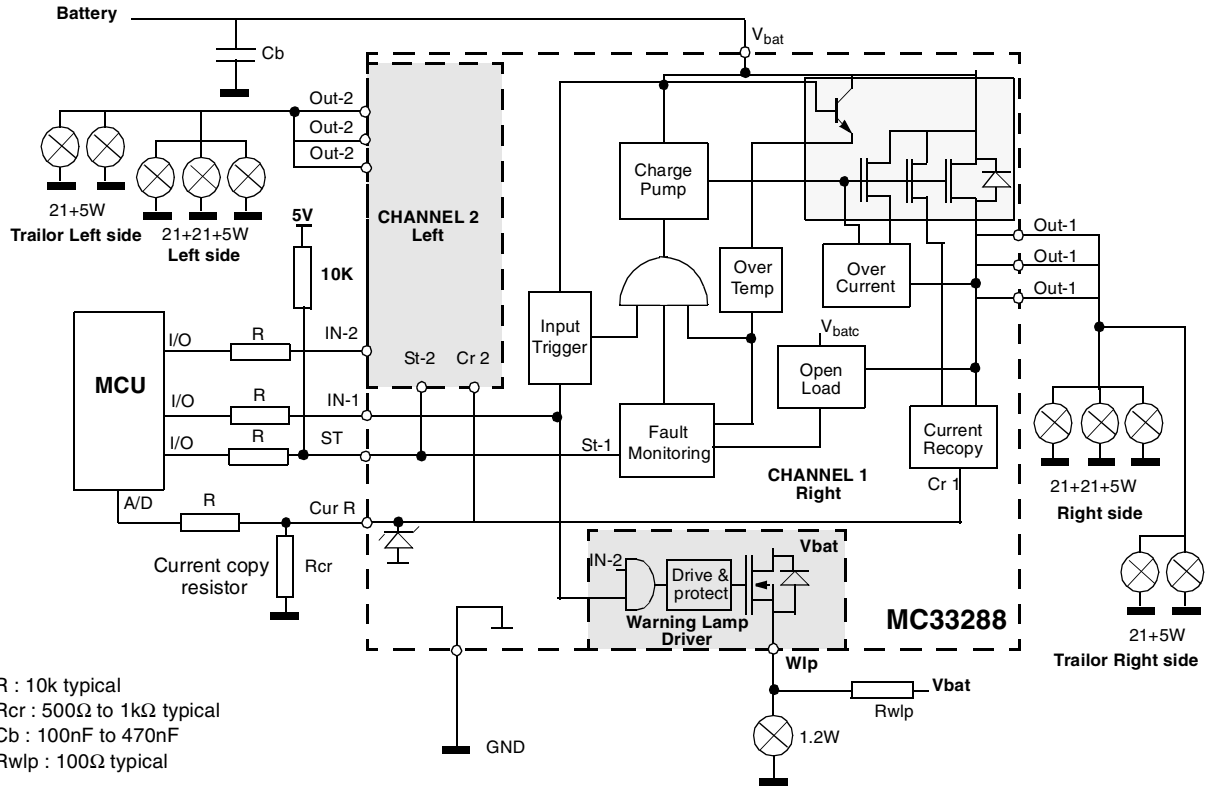 Battery
Vbat
Cb
Out-2
Out-2
Out-2
21+5W
Trailor Left side
21+21+5W
Left side
5V
10K
CHANNEL 2
Left
Charge
Pump
Over
Temp
Over
Current
Out-1
Out-1
Out-1
Input
Trigger
Vbatc
Open
Load
MCU
I/O
R
IN-2
St-2
Cr 2
I/O
R
IN-1
I/O
R
ST
St-1
Fault
Monitoring
Current
Recopy
CHANNEL 1
Right
Cr 1
21+21+5W
Right side
A/D
R
Cur R
Current copy
resistor
Rcr
IN-2
Drive &
protect
Vbat
Warning Lamp
Driver
MC33288
21+5W
Trailor Right side
Wlp
Rwlp
Vbat
1.2W
GND
R : 10k typical
Rcr : 500Ω to 1kΩ typical
Cb : 100nF to 470nF
Rwlp : 100Ω typical